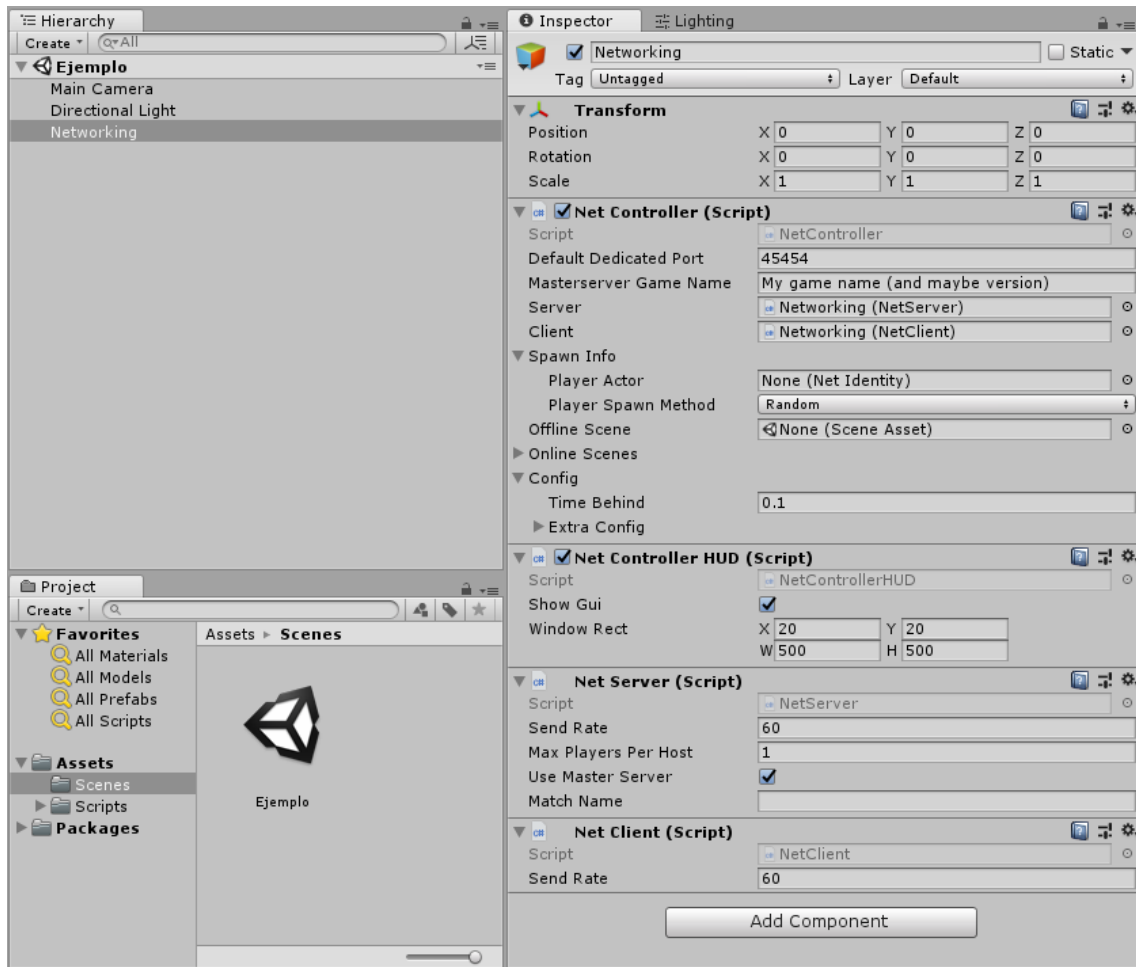 Hierarchy
Create All
Ejemplo
Main Camera
Directional Light
Networking
Project
Create
Favorites
All Materials
All Models
All Prefabs
All Scripts
Assets
Scenes
Scripts
Packages
Assets Scenes
Ejemplo
Inspector Lighting
Networking Static
Tag Untagged Layer Default
Transform
Position X 0 Y 0 Z 0
Rotation X 0 Y 0 Z 0
Scale X 1 Y 1 Z 1
c# Net Controller (Script)
Script NetController
Default Dedicated Port 45454
Masterserver Game Name My game name (and maybe version)
Server Networking (NetServer)
Client Networking (NetClient)
Spawn Info
Player Actor None (Net Identity)
Player Spawn Method Random
Offline Scene None (Scene Asset)
Online Scenes
Config
Time Behind 0.1
Extra Config
c# Net Controller HUD (Script)
Script NetControllerHUD
Show Gui
Window Rect X 20 Y 20
W 500 H 500
c# Net Server (Script)
Script NetServer
Send Rate 60
Max Players Per Host 1
Use Master Server
Match Name
c# Net Client (Script)
Script NetClient
Send Rate 60
Add Component